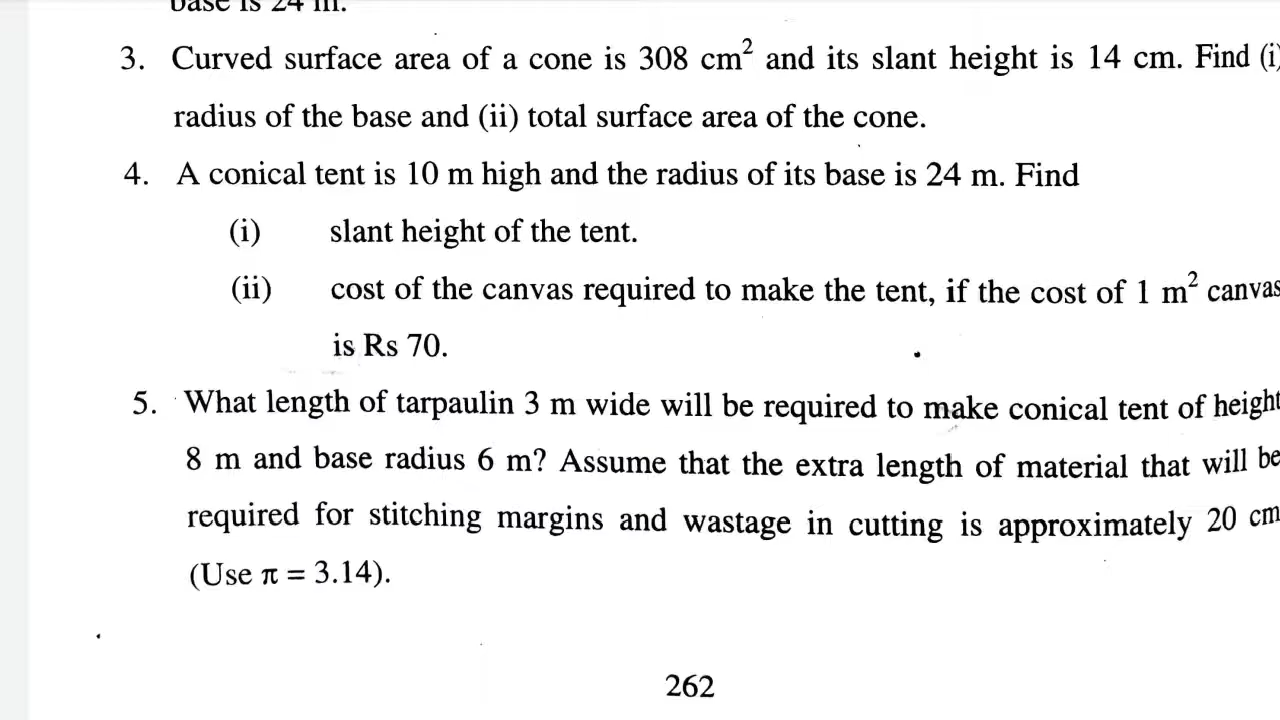 base is 24 m.
3. Curved surface area of a cone is 308 cm² and its slant height is 14 cm. Find (i)
radius of the base and (ii) total surface area of the cone.
4. A conical tent is 10 m high and the radius of its base is 24 m. Find
(i) slant height of the tent.
(ii) cost of the canvas required to make the tent, if the cost of 1 m² canvas
is Rs 70.
5. What length of tarpaulin 3 m wide will be required to make conical tent of height
8 m and base radius 6 m? Assume that the extra length of material that will be
required for stitching margins and wastage in cutting is approximately 20 cm
(Use π = 3.14).
262